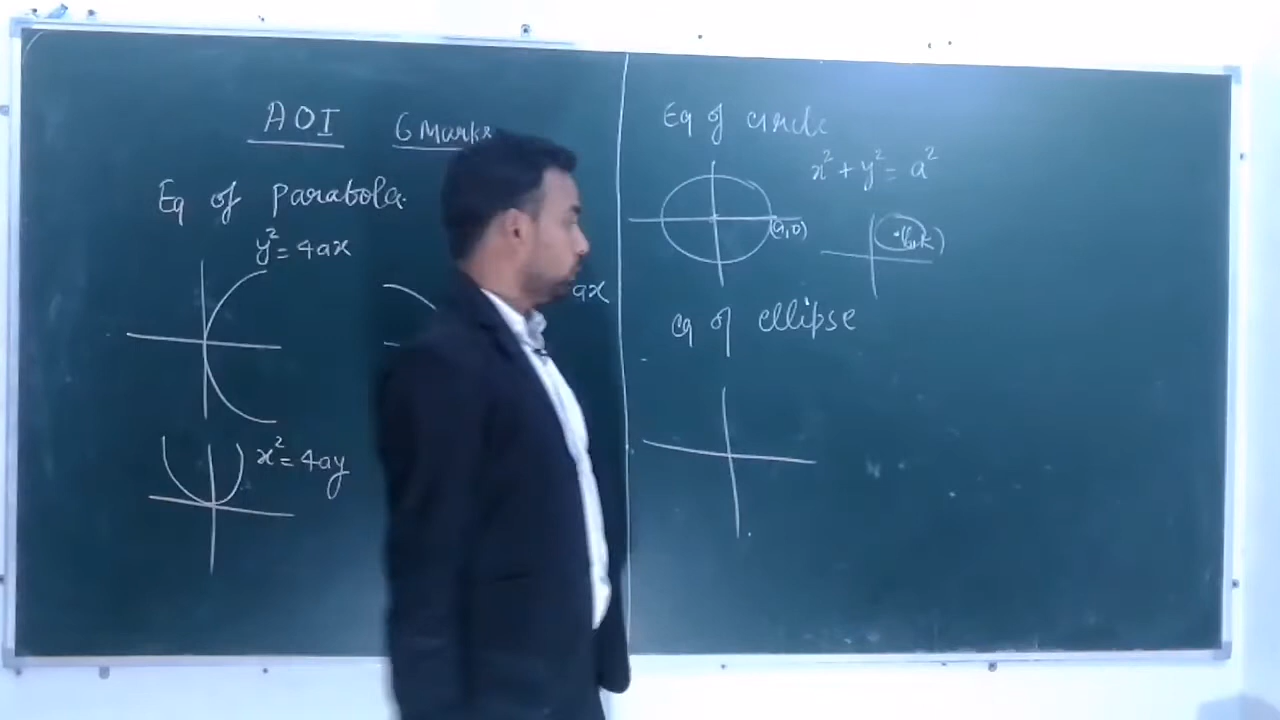 AOI 6 Marks
Eq of Parabola
y² = 4ax
ax
x² = 4ay
Eq of circle
x² + y² = a²
(a,0)
(h,k)
Eq of ellipse